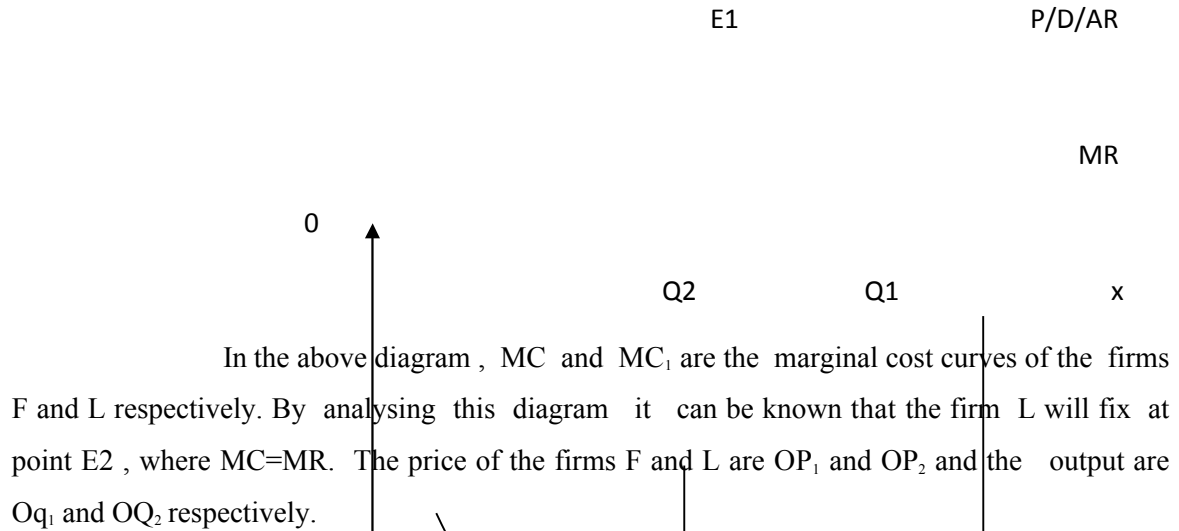 E1 P/D/AR
MR
0
Q2 Q1 x
In the above diagram , MC and MC₁ are the marginal cost curves of the firms
F and L respectively. By analysing this diagram it can be known that the firm L will fix at
point E2 , where MC=MR. The price of the firms F and L are OP₁ and OP₂ and the output are
Oq₁ and OQ₂ respectively.